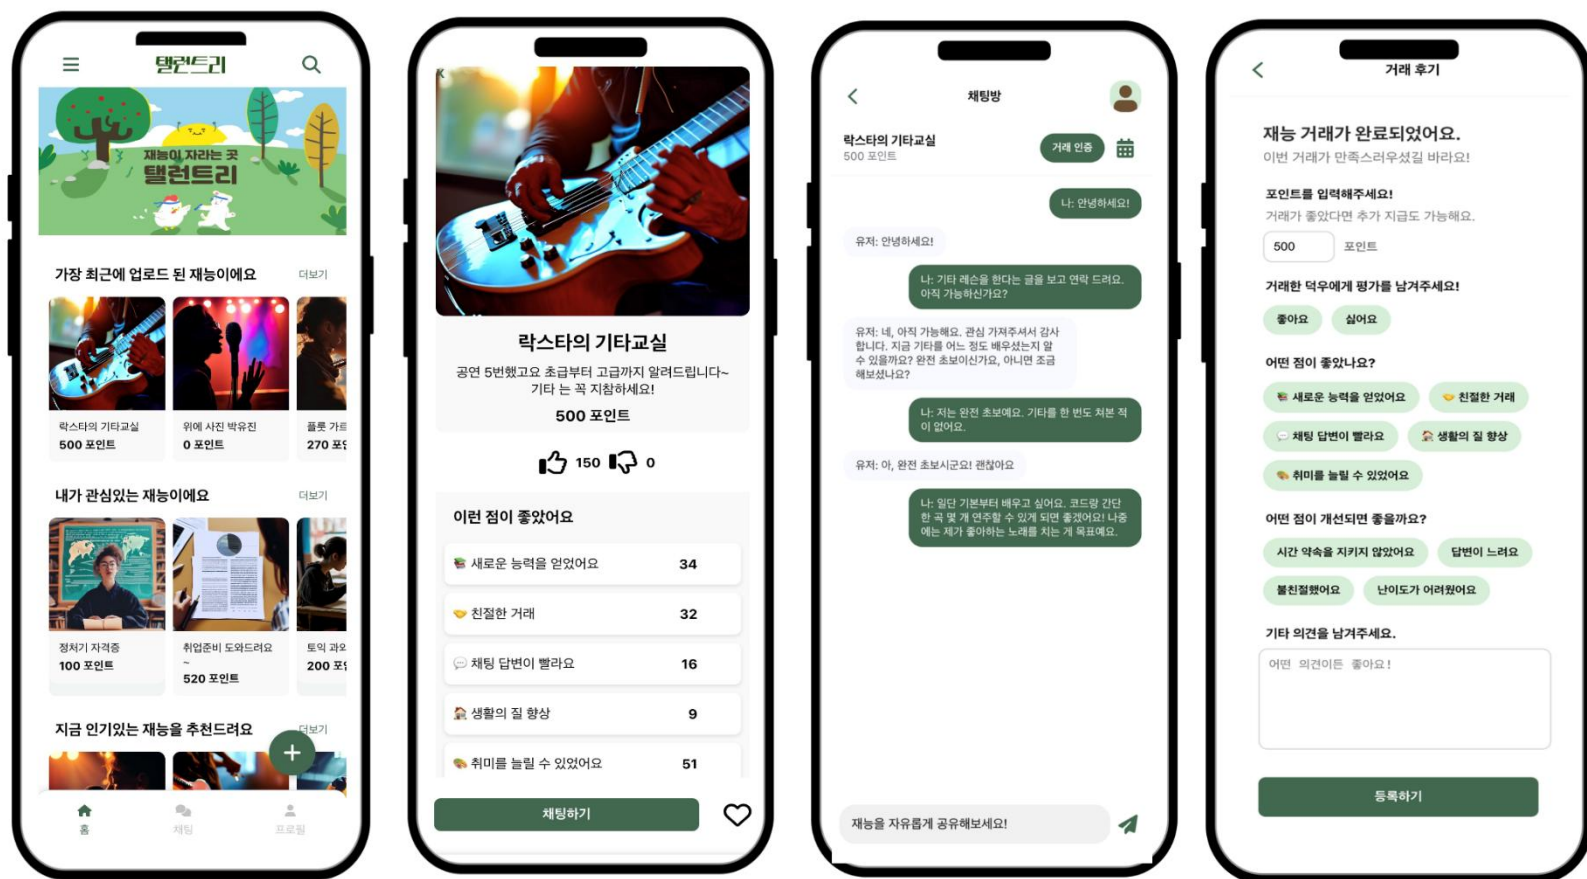 탤런트리
재능이 자라는 곳
탤런트리
가장 최근에 업로드 된 재능이에요
더보기
락스타의 기타교실
500 포인트
위에 사진 박유진
0 포인트
플룻 가르
270 포인
내가 관심있는 재능이에요
더보기
정처기 자격증
100 포인트
취업준비 도와드려요
~
520 포인트
토익 과외
200 포인
지금 인기있는 재능을 추천드려요
더보기
+
홈
채팅
프로필
락스타의 기타교실
공연 5번했고요 초급부터 고급까지 알려드립니다~
기타 는 꼭 지참하세요!
500 포인트
150
0
이런 점이 좋았어요
새로운 능력을 얻었어요 34
친절한 거래 32
채팅 답변이 빨라요 16
생활의 질 향상 9
취미를 늘릴 수 있었어요 51
채팅하기
채팅방
락스타의 기타교실
500 포인트
거래 인증
나: 안녕하세요!
유저: 안녕하세요!
나: 기타 레슨을 한다는 글을 보고 연락 드려요.
아직 가능하신가요?
유저: 네, 아직 가능해요. 관심 가져주셔서 감사
합니다. 지금 기타를 어느 정도 배우셨는지 알
수 있을까요? 완전 초보이신가요, 아니면 조금
해보셨나요?
나: 저는 완전 초보예요. 기타를 한 번도 쳐본 적
이 없어요.
유저: 아, 완전 초보시군요! 괜찮아요
나: 일단 기본부터 배우고 싶어요. 코드랑 간단
한 곡 몇 개 연주할 수 있게 되면 좋겠어요! 나중
에는 제가 좋아하는 노래를 치는 게 목표예요.
재능을 자유롭게 공유해보세요!
거래 후기
재능 거래가 완료되었어요.
이번 거래가 만족스러우셨길 바라요!
포인트를 입력해주세요!
거래가 좋았다면 추가 지급도 가능해요.
500 포인트
거래한 덕우에게 평가를 남겨주세요!
좋아요
싫어요
어떤 점이 좋았나요?
새로운 능력을 얻었어요
친절한 거래
채팅 답변이 빨라요
생활의 질 향상
취미를 늘릴 수 있었어요
어떤 점이 개선되면 좋을까요?
시간 약속을 지키지 않았어요
답변이 느려요
불친절했어요
난이도가 어려웠어요
기타 의견을 남겨주세요.
어떤 의견이든 좋아요!
등록하기